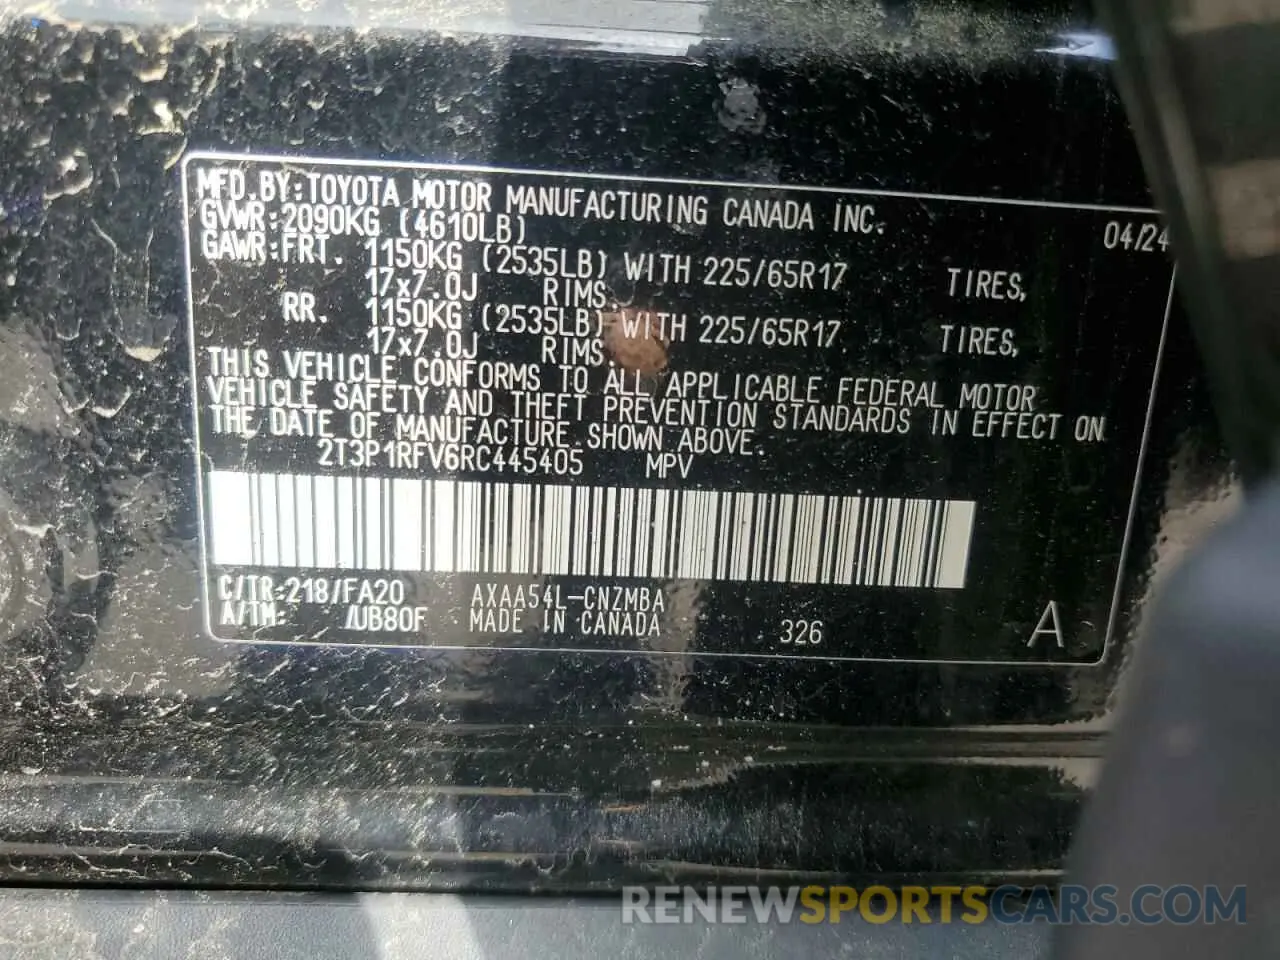 MFD.BY:TOYOTA MOTOR MANUFACTURING CANADA INC. 04/24
GVWR:2090KG (4610LB)
GAWR:FRT. 1150KG (2535LB) WITH 225/65R17 TIRES,
17x7.0J RIMS.
RR. 1150KG (2535LB) WITH 225/65R17 TIRES,
17x7.0J RIMS.
THIS VEHICLE CONFORMS TO ALL APPLICABLE FEDERAL MOTOR
VEHICLE SAFETY AND THEFT PREVENTION STANDARDS IN EFFECT ON
THE DATE OF MANUFACTURE SHOWN ABOVE.
2T3P1RFV6RC445405 MPV
C/TR:218/FA20 AXAA54L-CNZMBA
A/TM: /UB80F MADE IN CANADA 326 A
RENEWSPORTSCARS.COM